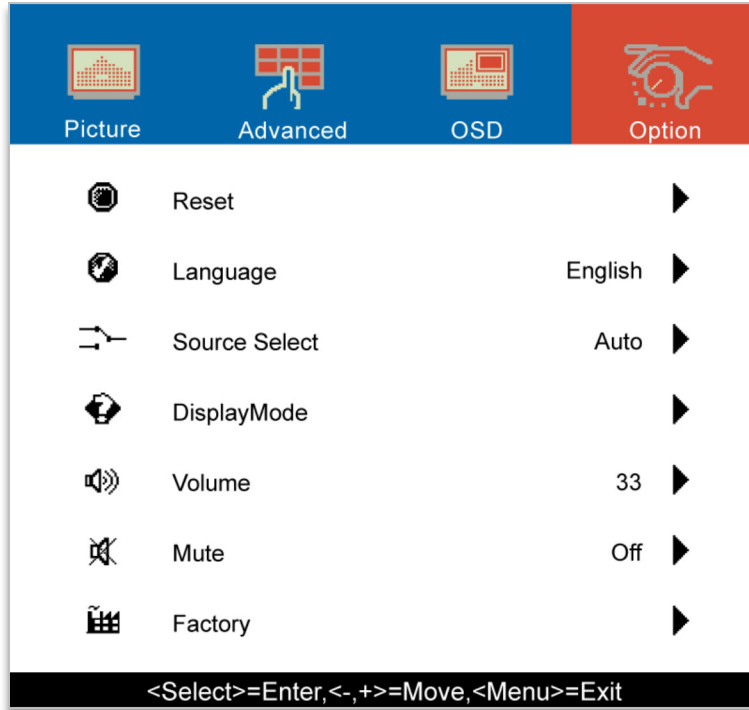 Picture Advanced OSD Option
Reset
Language English
Source Select Auto
DisplayMode
Volume 33
Mute Off
Factory
<Select>=Enter,<-,+>=Move,<Menu>=Exit